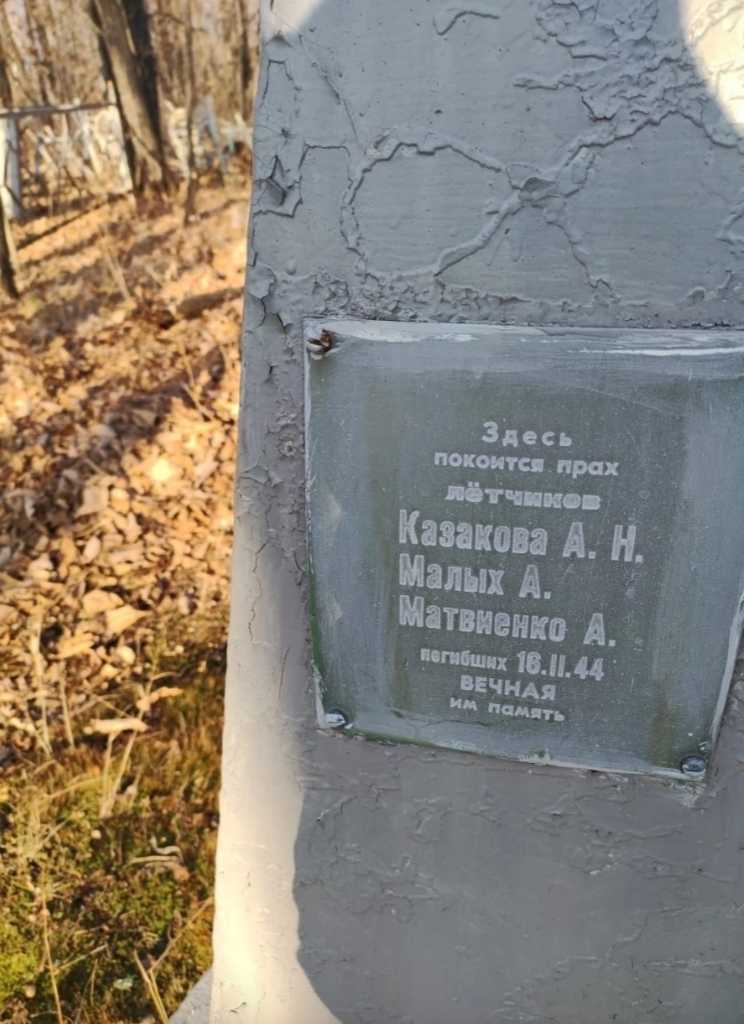 Здесь
покоится прах
лётчиков
Казакова А. Н.
Малых А.
Матвиенко А.
погибших 16.II.44
ВЕЧНАЯ
им память